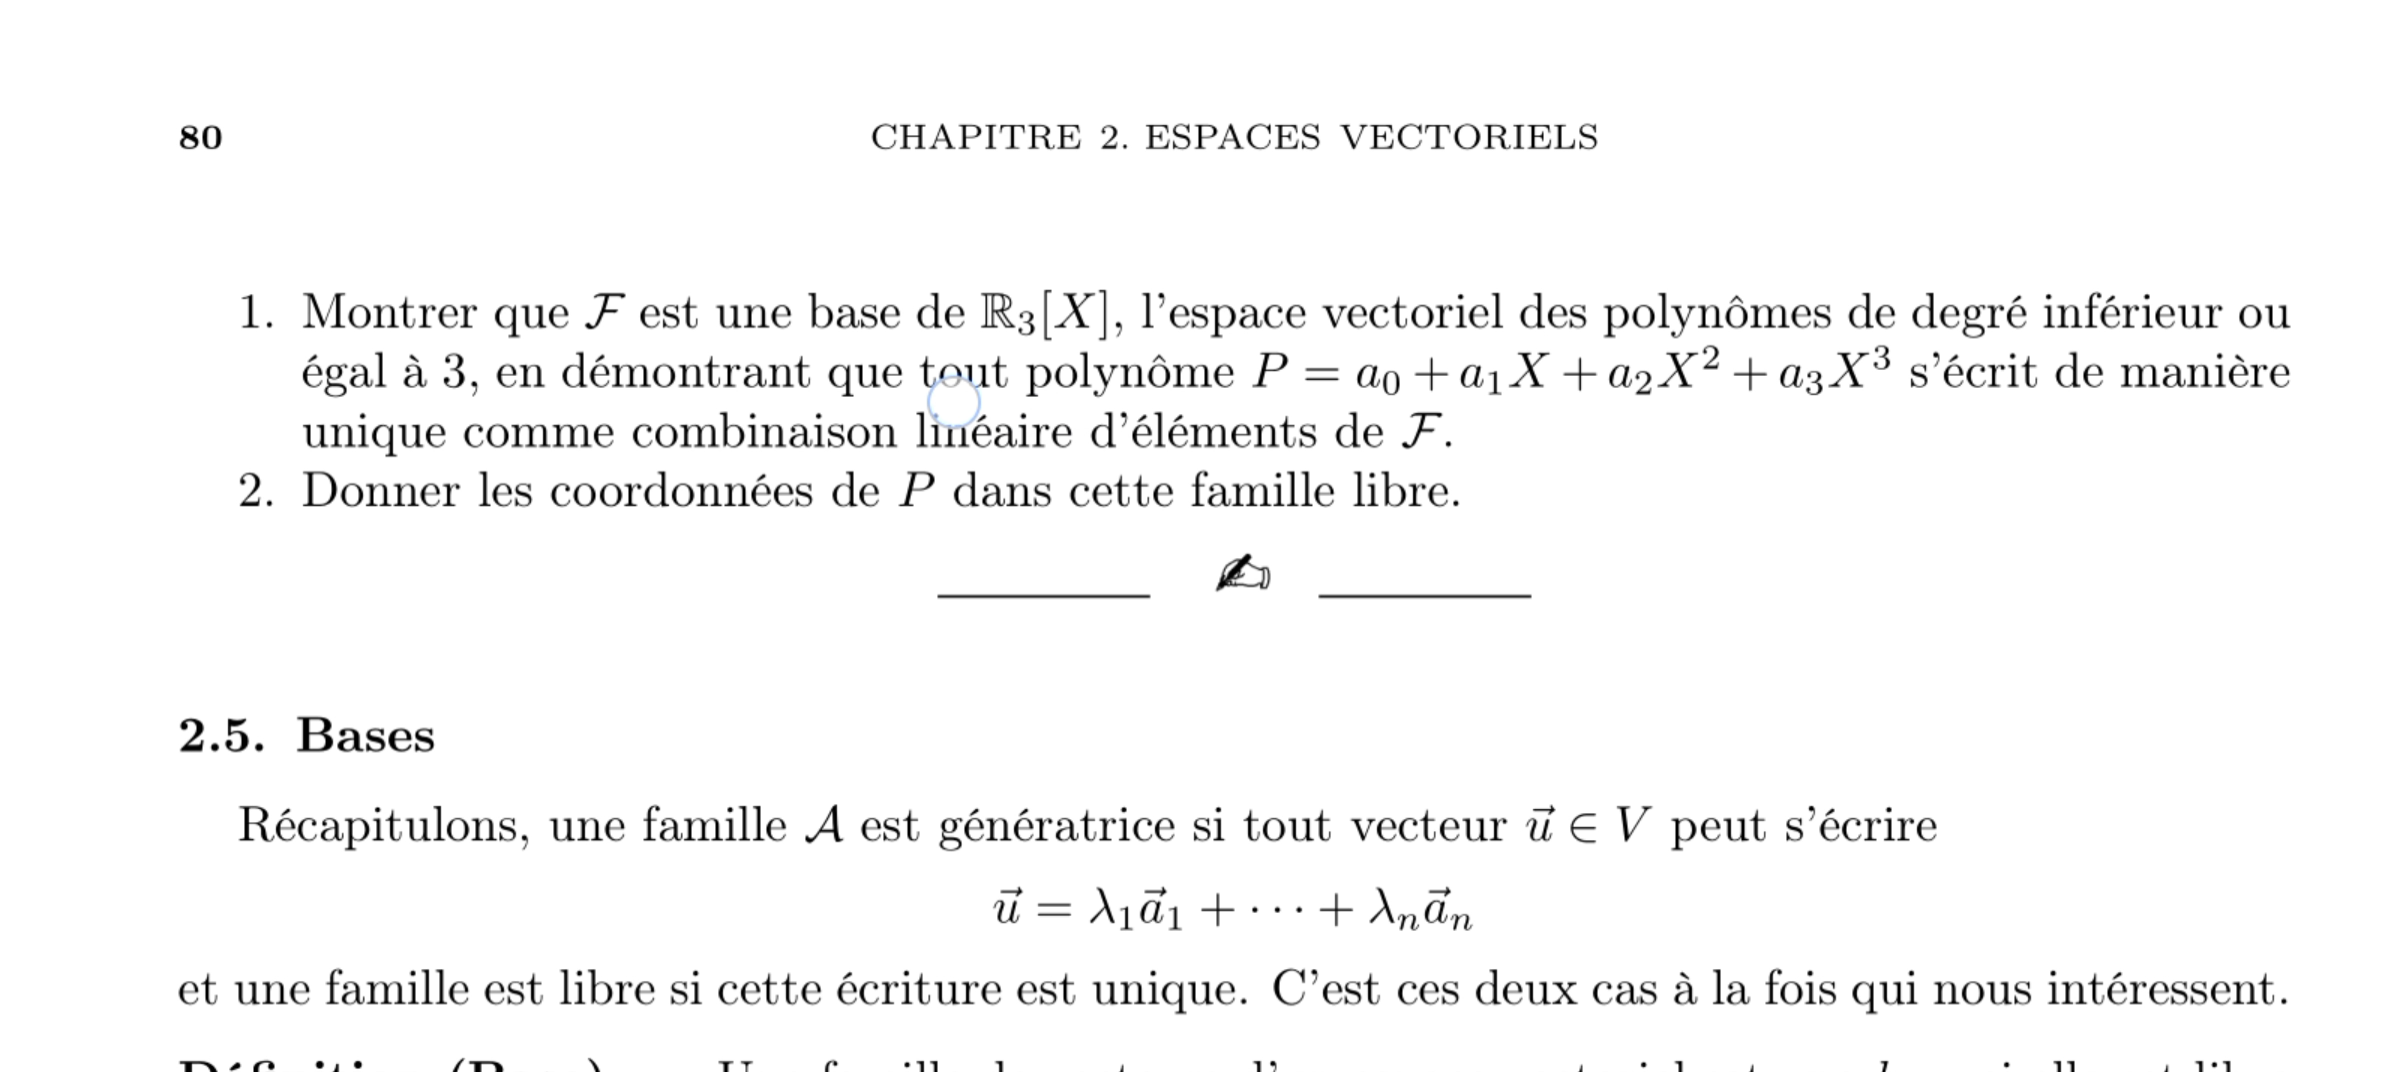 80 CHAPITRE 2. ESPACES VECTORIELS
1. Montrer que ℱ est une base de ℝ₃[X], l'espace vectoriel des polynômes de degré inférieur ou
égal à 3, en démontrant que tout polynôme P = a₀ + a₁X + a₂X² + a₃X³ s'écrit de manière
unique comme combinaison linéaire d'éléments de ℱ.
2. Donner les coordonnées de P dans cette famille libre.
2.5. Bases
Récapitulons, une famille 𝒜 est génératrice si tout vecteur u⃗ ∈ V peut s'écrire
u⃗ = λ₁a⃗₁ + ··· + λₙa⃗ₙ
et une famille est libre si cette écriture est unique. C'est ces deux cas à la fois qui nous intéressent.